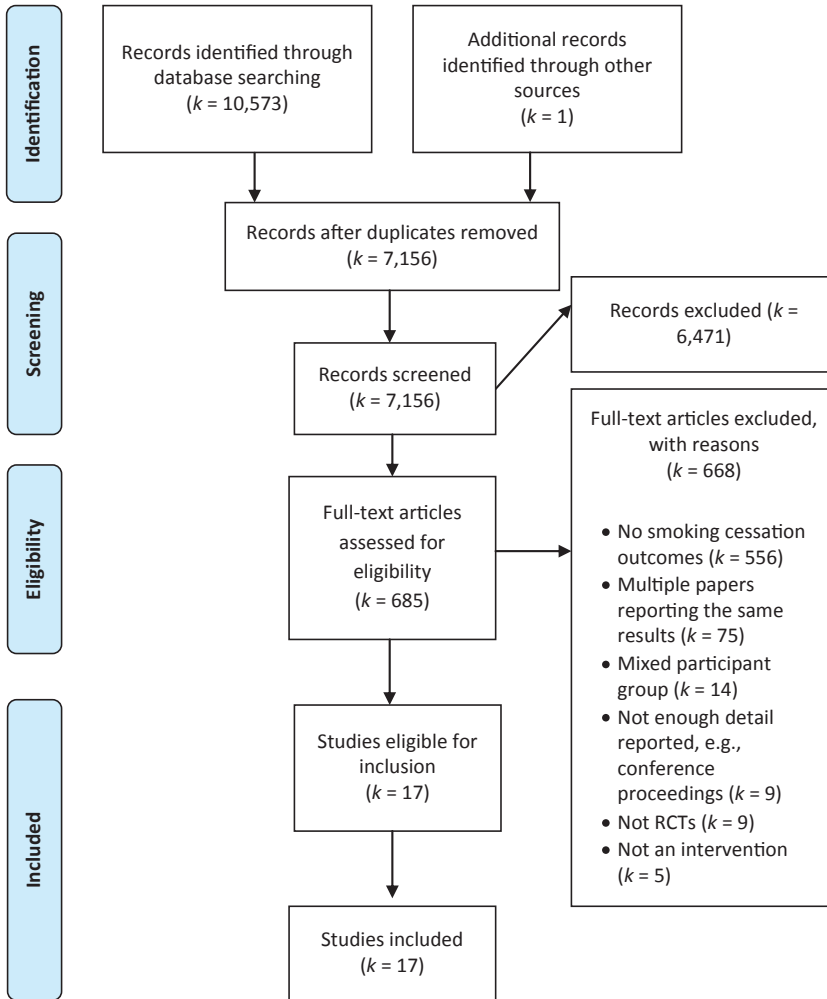 Identification
Records identified through
database searching
(k = 10,573)
Additional records
identified through other
sources
(k = 1)
Records after duplicates removed
(k = 7,156)
Screening
Records screened
(k = 7,156)
Records excluded (k =
6,471)
Eligibility
Full-text articles
assessed for
eligibility
(k = 685)
Full-text articles excluded,
with reasons
(k = 668)
• No smoking cessation
outcomes (k = 556)
• Multiple papers
reporting the same
results (k = 75)
• Mixed participant
group (k = 14)
• Not enough detail
reported, e.g.,
conference
proceedings (k = 9)
• Not RCTs (k = 9)
• Not an intervention
(k = 5)
Included
Studies eligible for
inclusion
(k = 17)
Studies included
(k = 17)